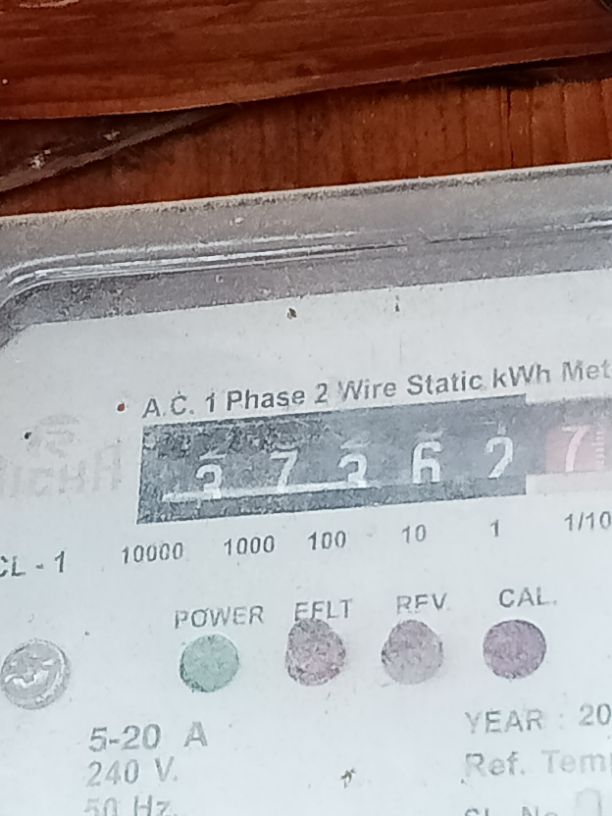 A.C. 1 Phase 2 Wire Static kWh Met
3 7 3 6 2 7
10000 1000 100 10 1 1/10
CL - 1
POWER EFLT REV. CAL.
5-20 A
YEAR : 20
240 V.
Ref. Tem
50 Hz.